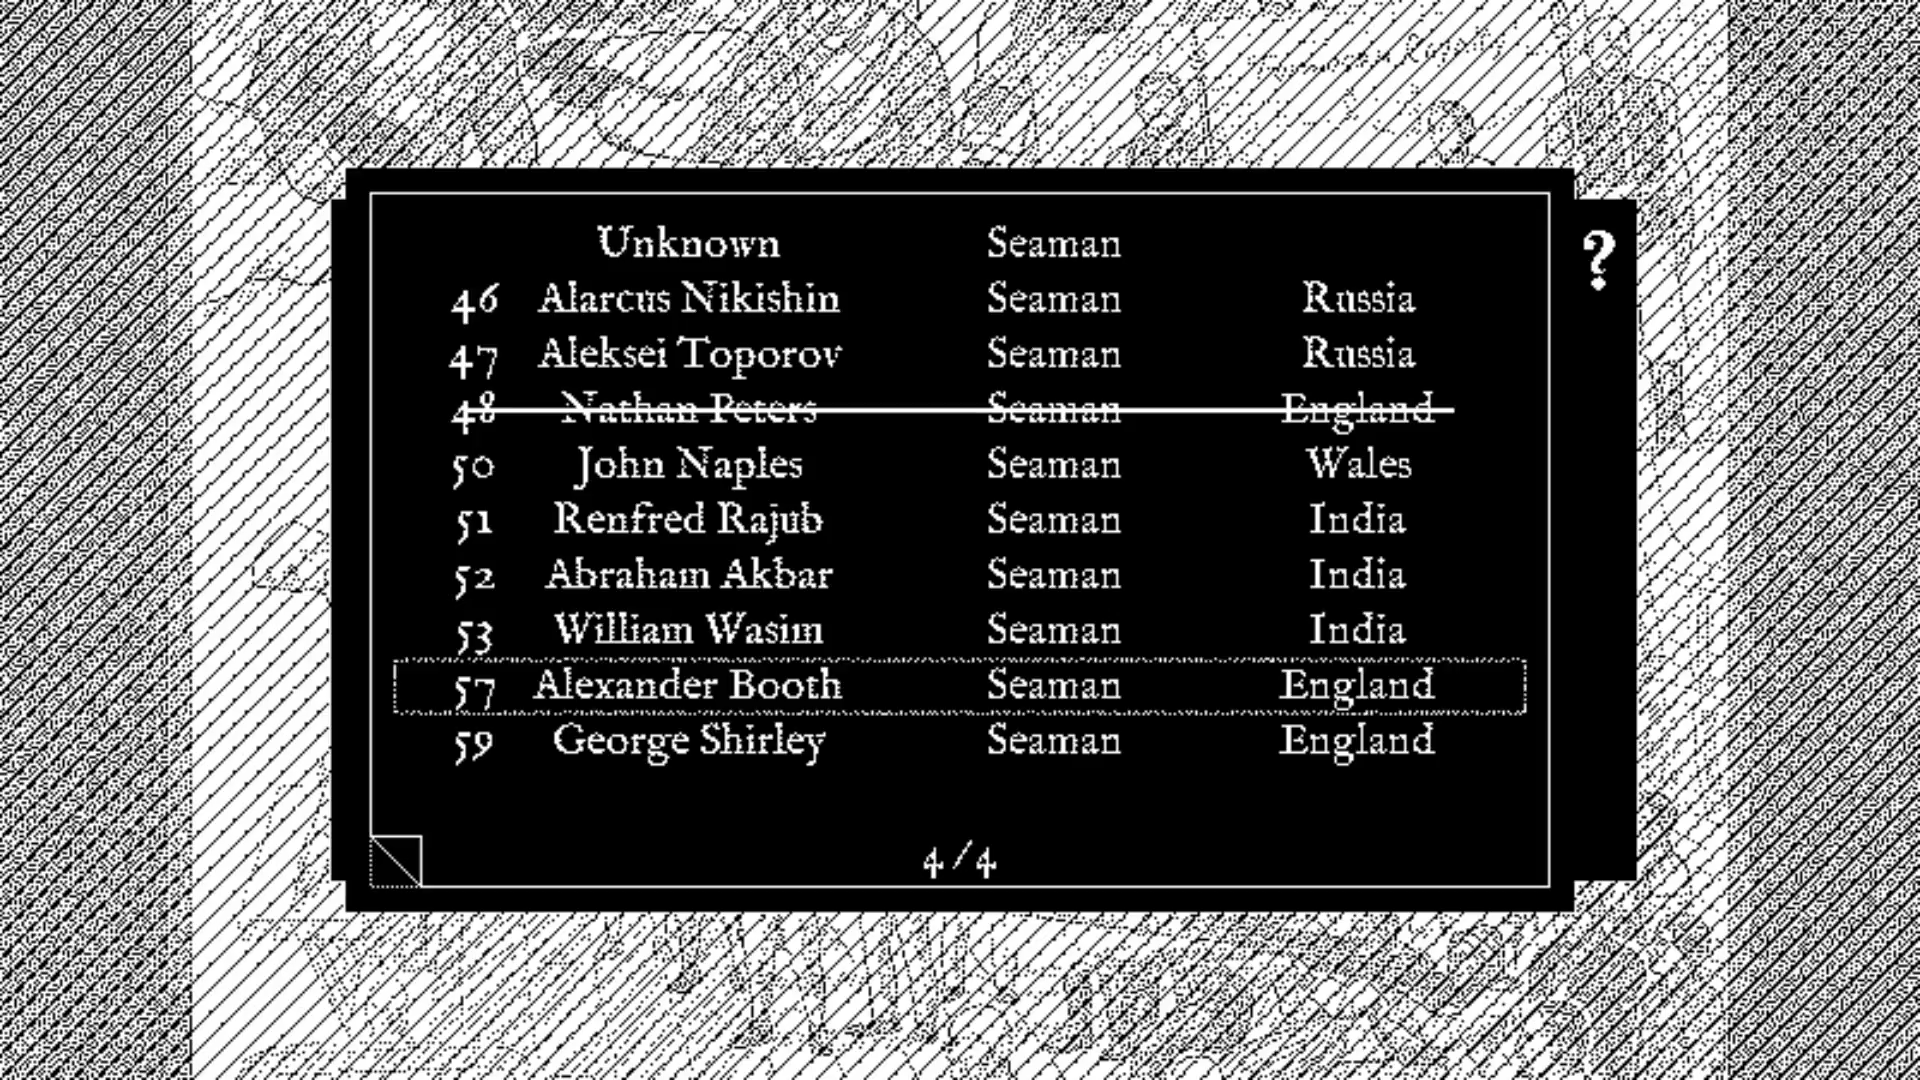 Unknown Seaman
?
46 Alarcus Nikishin Seaman Russia
47 Aleksei Toporov Seaman Russia
48 Nathan Peters Seaman England
50 John Naples Seaman Wales
51 Renfred Rajub Seaman India
52 Abraham Akbar Seaman India
53 William Wasim Seaman India
57 Alexander Booth Seaman England
59 George Shirley Seaman England
4/4